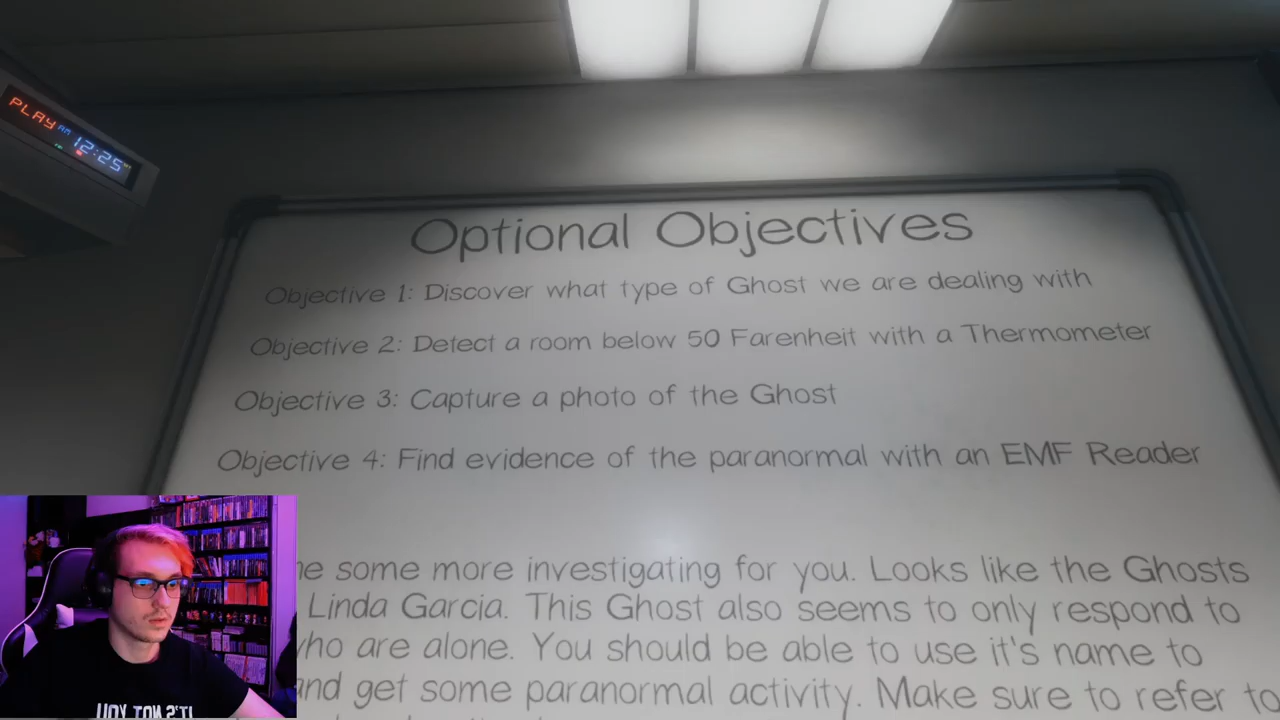 PLAY AM 12:25
Optional Objectives
Objective 1: Discover what type of Ghost we are dealing with
Objective 2: Detect a room below 50 Farenheit with a Thermometer
Objective 3: Capture a photo of the Ghost
Objective 4: Find evidence of the paranormal with an EMF Reader
some more investigating for you. Looks like the Ghosts
Linda Garcia. This Ghost also seems to only respond to
who are alone. You should be able to use it's name to
and get some paranormal activity. Make sure to refer to
IT'S NOT YOU